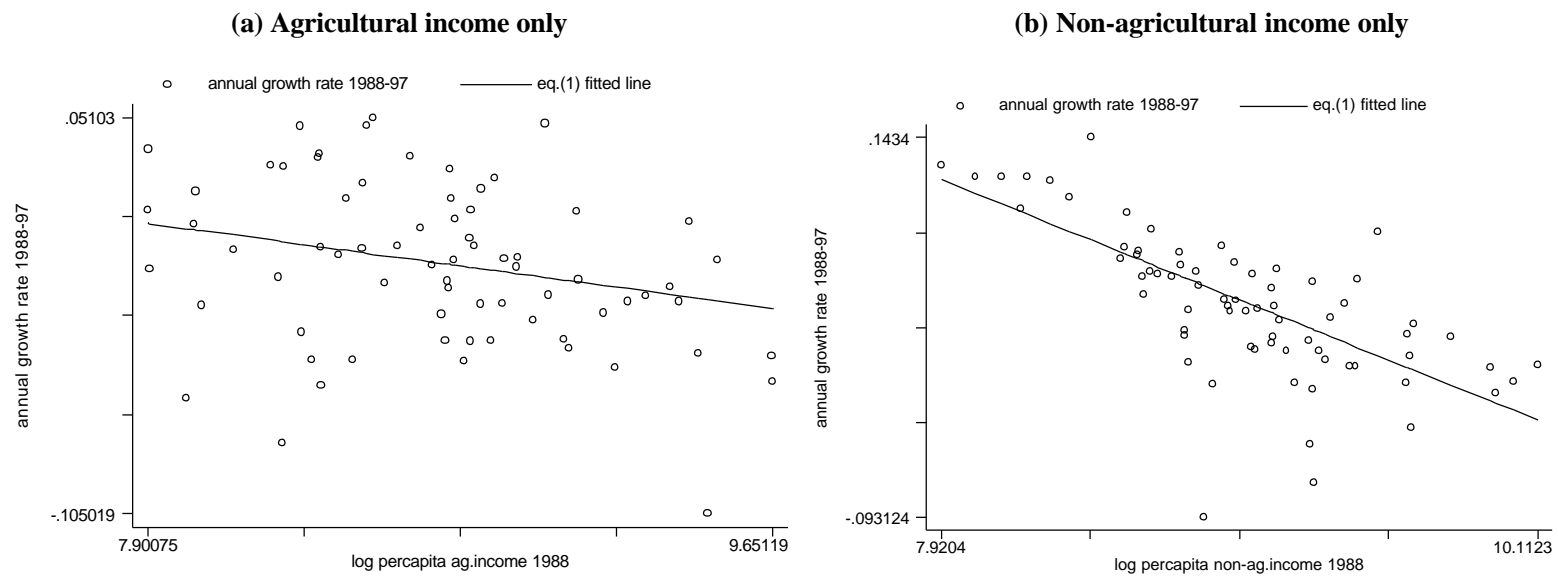 (a) Agricultural income only
annual growth rate 1988-97
eq.(1) fitted line
annual growth rate 1988-97
.05103
-.105019
7.90075
9.65119
log percapita ag.income 1988
(b) Non-agricultural income only
annual growth rate 1988-97
eq.(1) fitted line
annual growth rate 1988-97
.1434
-.093124
7.9204
10.1123
log percapita non-ag.income 1988